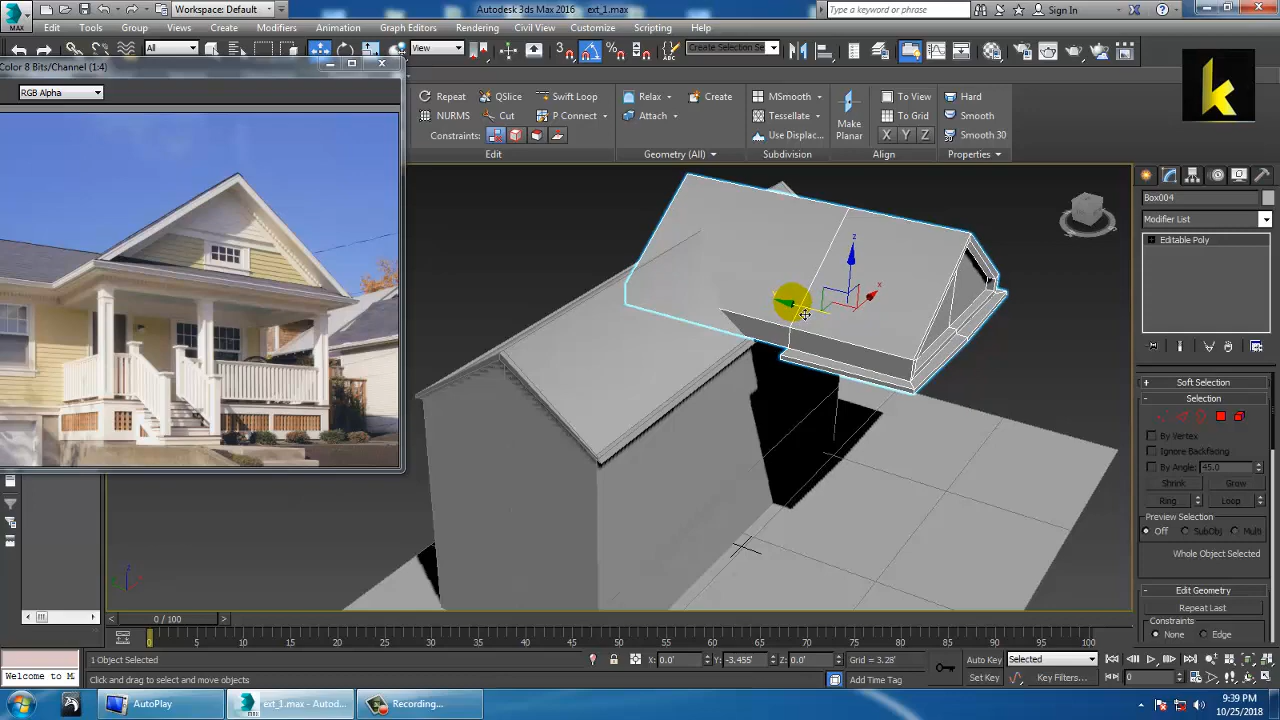 MAX
Workspace: Default
Autodesk 3ds Max 2016    ext_1.max
Type a keyword or phrase
Sign In
Edit Tools Group Views Create Modifiers Animation Graph Editors Rendering Civil View Customize Scripting Help
All
View
Create Selection Se
Color 8 Bits/Channel (1:4)
RGB Alpha
Repeat QSlice Swift Loop
NURMS Cut P Connect
Constraints:
Edit
Relax Create
Attach
Geometry (All)
MSmooth
Tessellate
Use Displac...
Subdivision
Make
Planar
To View
To Grid
X Y Z
Align
Hard
Smooth
Smooth 30
Properties
k
Box004
Modifier List
Editable Poly
Soft Selection
Selection
By Vertex
Ignore Backfacing
By Angle: 45.0
Shrink Grow
Ring Loop
Preview Selection
Off SubObj Multi
Whole Object Selected
Edit Geometry
Repeat Last
Constraints
None Edge
z
x
y
0 / 100
0 5 10 15 20 25 30 35 40 45 50 55 60 65 70 75 80 85 90 95 100
1 Object Selected
X: 0.0' Y: -3.455' Z: 0.0'
Grid = 3.28'
Auto Key Selected
Welcome to M
Click and drag to select and move objects
Add Time Tag
Set Key Key Filters...
0
AutoPlay
ext_1.max - Autod...
Recording...
9:39 PM
10/25/2018